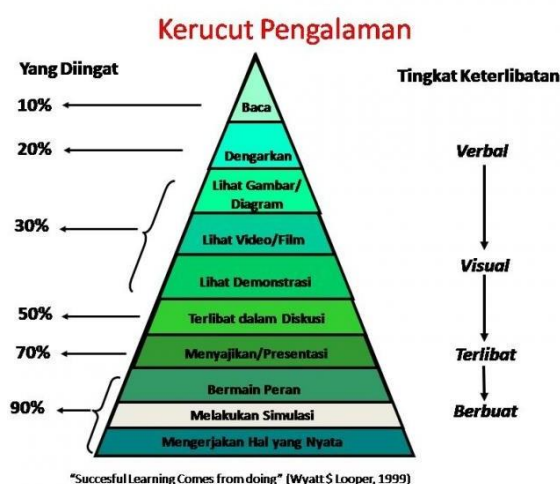 Kerucut Pengalaman
Yang Diingat
Tingkat Keterlibatan
10%
Baca
20%
Dengarkan
Verbal
Lihat Gambar/
Diagram
30%
Lihat Video/Film
Visual
Lihat Demonstrasi
50%
Terlibat dalam Diskusi
70%
Menyajikan/Presentasi
Terlibat
Bermain Peran
90%
Melakukan Simulasi
Berbuat
Mengerjakan Hal yang Nyata
“Succesful Learning Comes from doing” (Wyatt $ Looper, 1999)